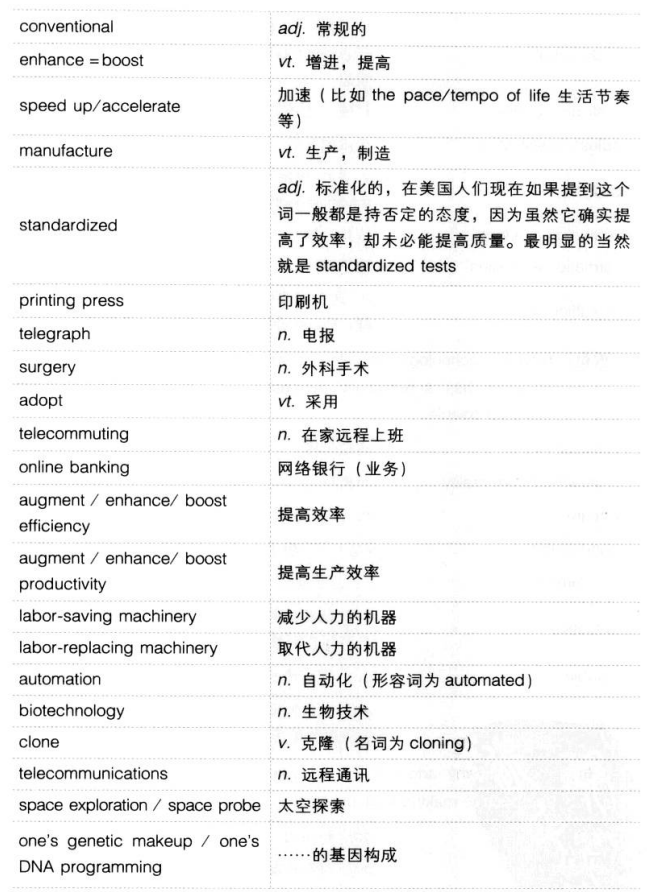 conventional adj. 常规的
enhance = boost vt. 增进，提高
speed up/accelerate 加速（比如 the pace/tempo of life 生活节奏
等）
manufacture vt. 生产，制造
standardized adj. 标准化的，在美国人们现在如果提到这个
词一般都是持否定的态度，因为虽然它确实提
高了效率，却未必能提高质量。最明显的当然
就是 standardized tests
printing press 印刷机
telegraph n. 电报
surgery n. 外科手术
adopt vt. 采用
telecommuting n. 在家远程上班
online banking 网络银行（业务）
augment / enhance/ boost
efficiency 提高效率
augment / enhance/ boost
productivity 提高生产效率
labor-saving machinery 减少人力的机器
labor-replacing machinery 取代人力的机器
automation n. 自动化（形容词为 automated）
biotechnology n. 生物技术
clone v. 克隆（名词为 cloning）
telecommunications n. 远程通讯
space exploration / space probe 太空探索
one's genetic makeup / one's
DNA programming ……的基因构成